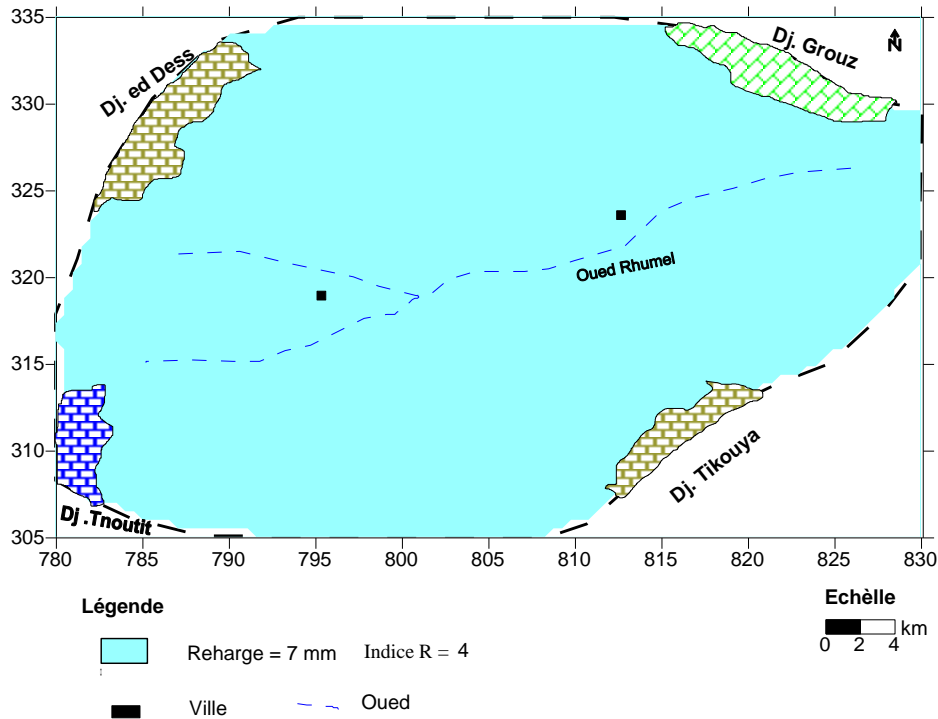 335
Dj. ed Dess
Dj. Grouz
N
330
325
320
Oued Rhumel
315
310
Dj. Tikouya
Dj .Tnoutit
305
780 785 790 795 800 805 810 815 820 825 830
Légende
Echèlle
0 2 4 km
Reharge = 7 mm Indice R = 4
Ville Oued